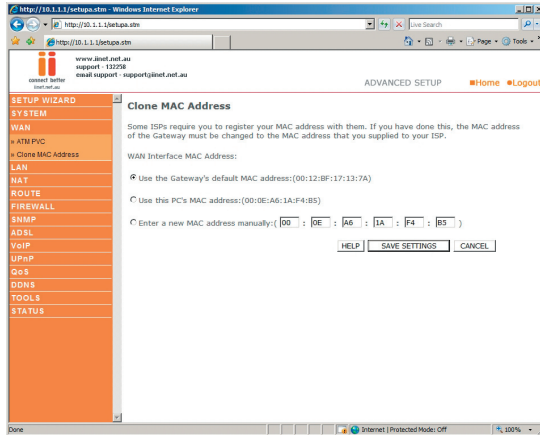 http://10.1.1.1/setupa.stm - Windows Internet Explorer
http://10.1.1.1/setupa.stm
Live Search
http://10.1.1.1/setupa.stm
Page
Tools
www.iinet.net.au
support - 132258
email support - support@iinet.net.au
connect better
iinet.net.au
ADVANCED SETUP
Home
Logout
SETUP WIZARD
SYSTEM
WAN
» ATM PVC
» Clone MAC Address
LAN
NAT
ROUTE
FIREWALL
SNMP
ADSL
VoIP
UPnP
QoS
DDNS
TOOLS
STATUS
Clone MAC Address
Some ISPs require you to register your MAC address with them. If you have done this, the MAC address
of the Gateway must be changed to the MAC address that you supplied to your ISP.
WAN Interface MAC Address:
Use the Gateway's default MAC address:(00:12:BF:17:13:7A)
Use this PC's MAC address:(00:0E:A6:1A:F4:B5)
Enter a new MAC address manually:( 00 : 0E : A6 : 1A : F4 : B5 )
HELP SAVE SETTINGS CANCEL
Done
Internet | Protected Mode: Off
100%